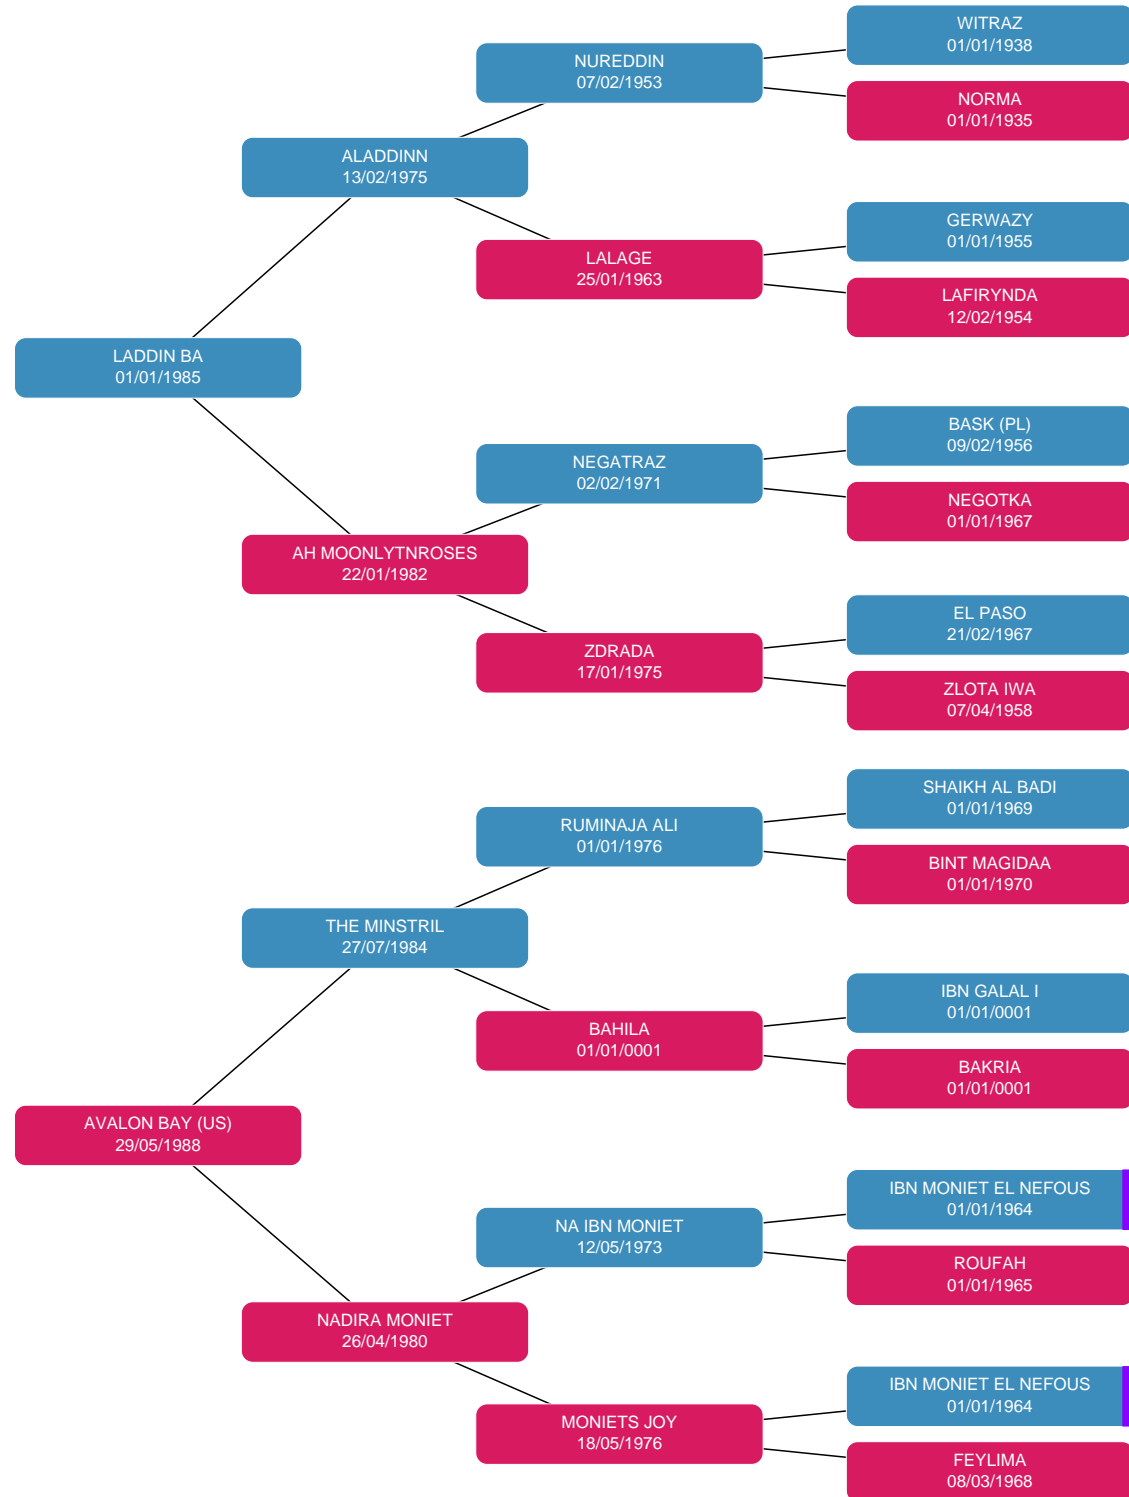 WITRAZ
01/01/1938
NUREDDIN
07/02/1953
NORMA
01/01/1935
ALADDINN
13/02/1975
GERWAZY
01/01/1955
LALAGE
25/01/1963
LAFIRYNDA
12/02/1954
LADDIN BA
01/01/1985
BASK (PL)
09/02/1956
NEGATRAZ
02/02/1971
NEGOTKA
01/01/1967
AH MOONLYTNROSES
22/01/1982
EL PASO
21/02/1967
ZDRADA
17/01/1975
ZLOTA IWA
07/04/1958
SHAIKH AL BADI
01/01/1969
RUMINAJA ALI
01/01/1976
BINT MAGIDAA
01/01/1970
THE MINSTRIL
27/07/1984
IBN GALAL I
01/01/0001
BAHILA
01/01/0001
BAKRIA
01/01/0001
AVALON BAY (US)
29/05/1988
IBN MONIET EL NEFOUS
01/01/1964
NA IBN MONIET
12/05/1973
ROUFAH
01/01/1965
NADIRA MONIET
26/04/1980
IBN MONIET EL NEFOUS
01/01/1964
MONIETS JOY
18/05/1976
FEYLIMA
08/03/1968